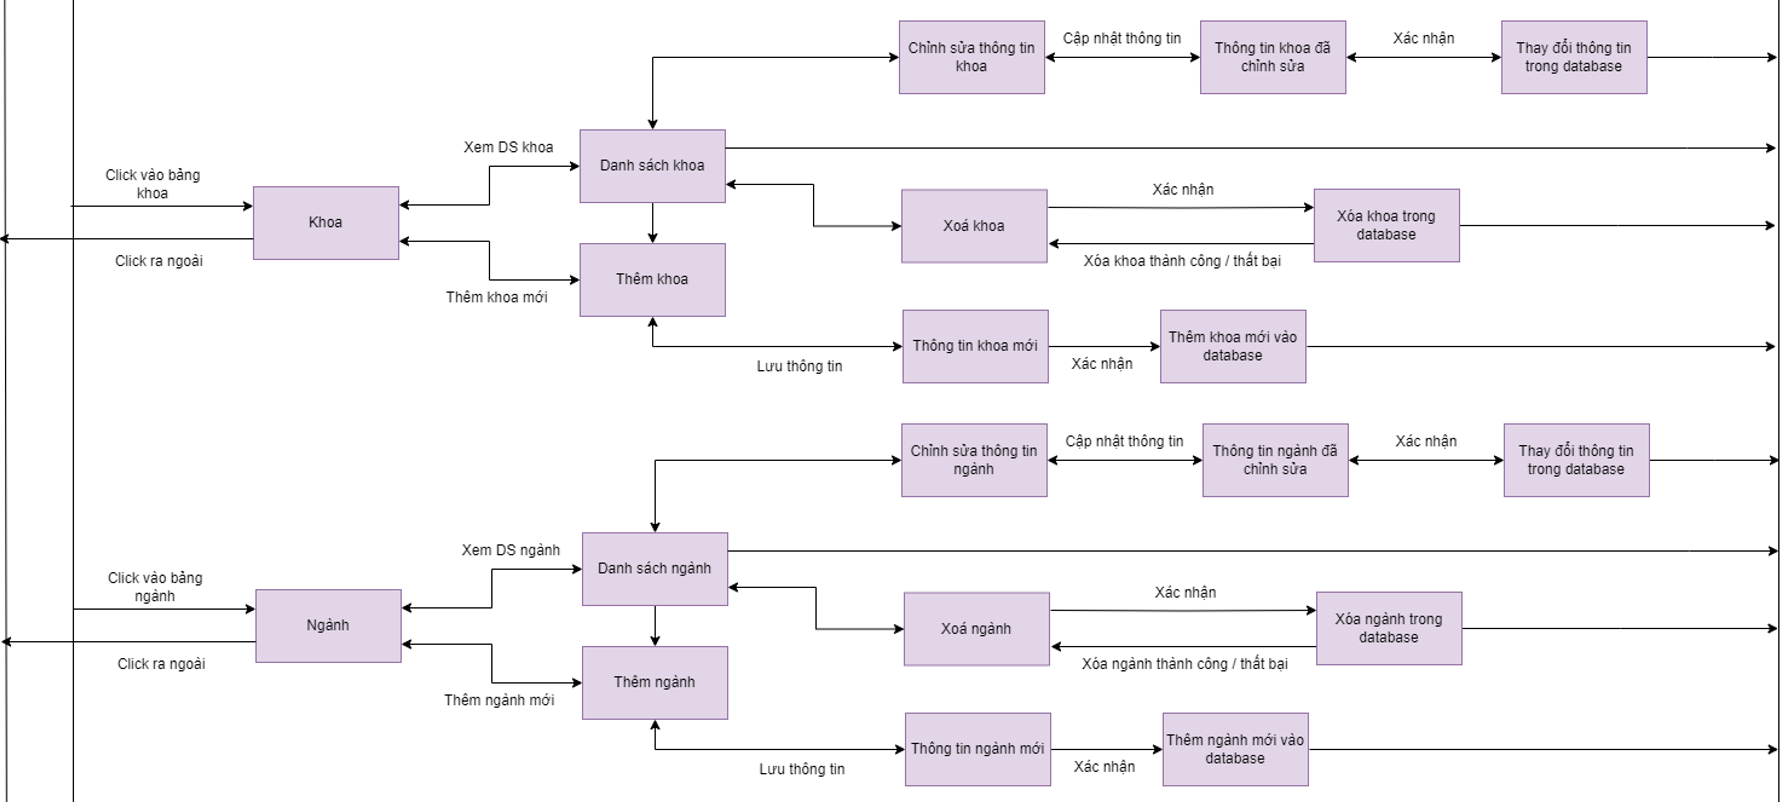 Chỉnh sửa thông tin
khoa
Cập nhật thông tin
Thông tin khoa đã
chỉnh sửa
Xác nhận
Thay đổi thông tin
trong database
Xem DS khoa
Danh sách khoa
Click vào bảng
khoa
Khoa
Click ra ngoài
Thêm khoa mới
Thêm khoa
Xoá khoa
Xác nhận
Xóa khoa trong
database
Xóa khoa thành công / thất bại
Lưu thông tin
Thông tin khoa mới
Xác nhận
Thêm khoa mới vào
database
Chỉnh sửa thông tin
ngành
Cập nhật thông tin
Thông tin ngành đã
chỉnh sửa
Xác nhận
Thay đổi thông tin
trong database
Xem DS ngành
Danh sách ngành
Click vào bảng
ngành
Ngành
Click ra ngoài
Thêm ngành mới
Thêm ngành
Xoá ngành
Xác nhận
Xóa ngành trong
database
Xóa ngành thành công / thất bại
Lưu thông tin
Thông tin ngành mới
Xác nhận
Thêm ngành mới vào
database